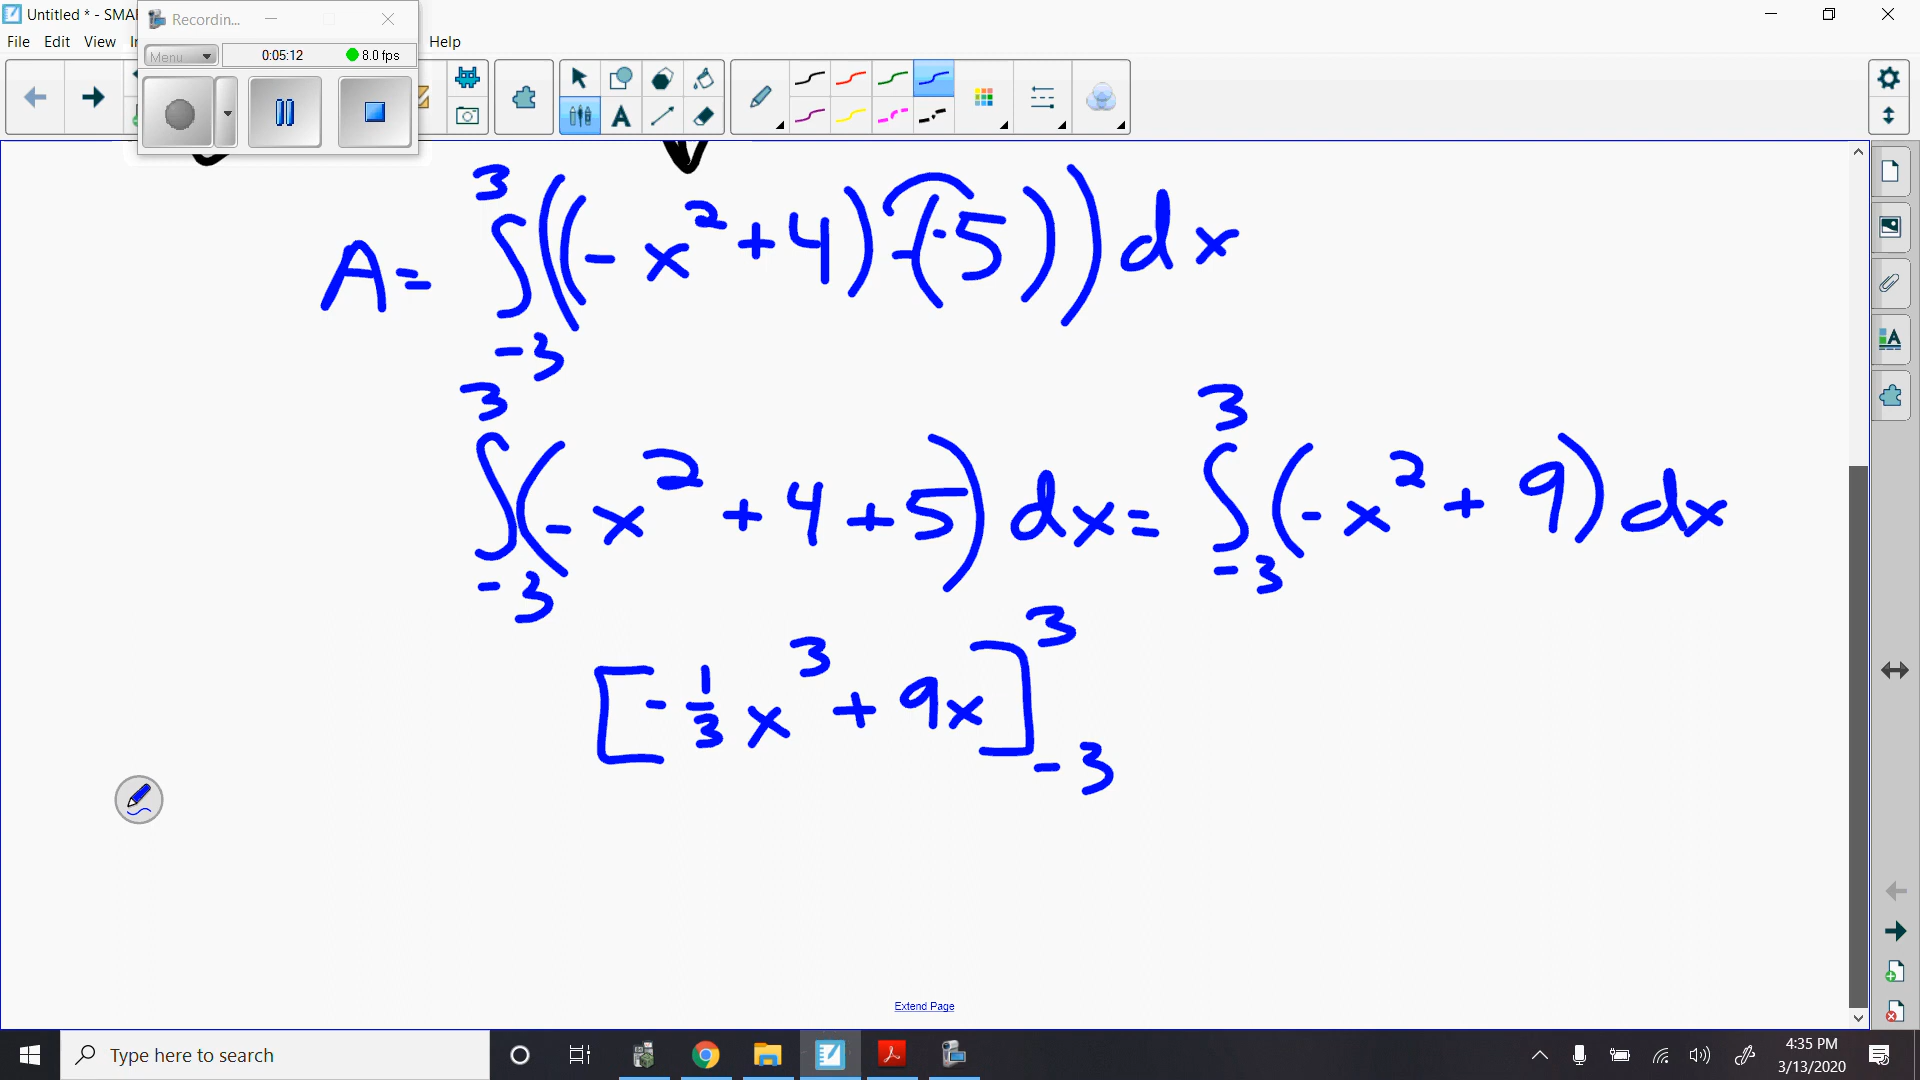 Untitled * - SMA
Recordin...
File Edit View Help
Menu 0:05:12 8.0 fps
A= ∫₋₃³ ((-x²+4)-(-5)) dx
∫₋₃³ (-x²+4+5) dx = ∫₋₃³ (-x²+9) dx
[-⅓x³+9x]₋₃³
Extend Page
Type here to search
4:35 PM
3/13/2020